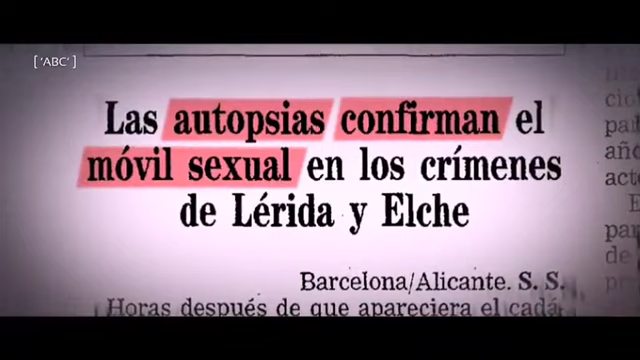 [ 'ABC' ]
Las autopsias confirman el
móvil sexual en los crímenes
de Lérida y Elche
Barcelona/Alicante. S. S.
Horas después de que apareciera el cadá-